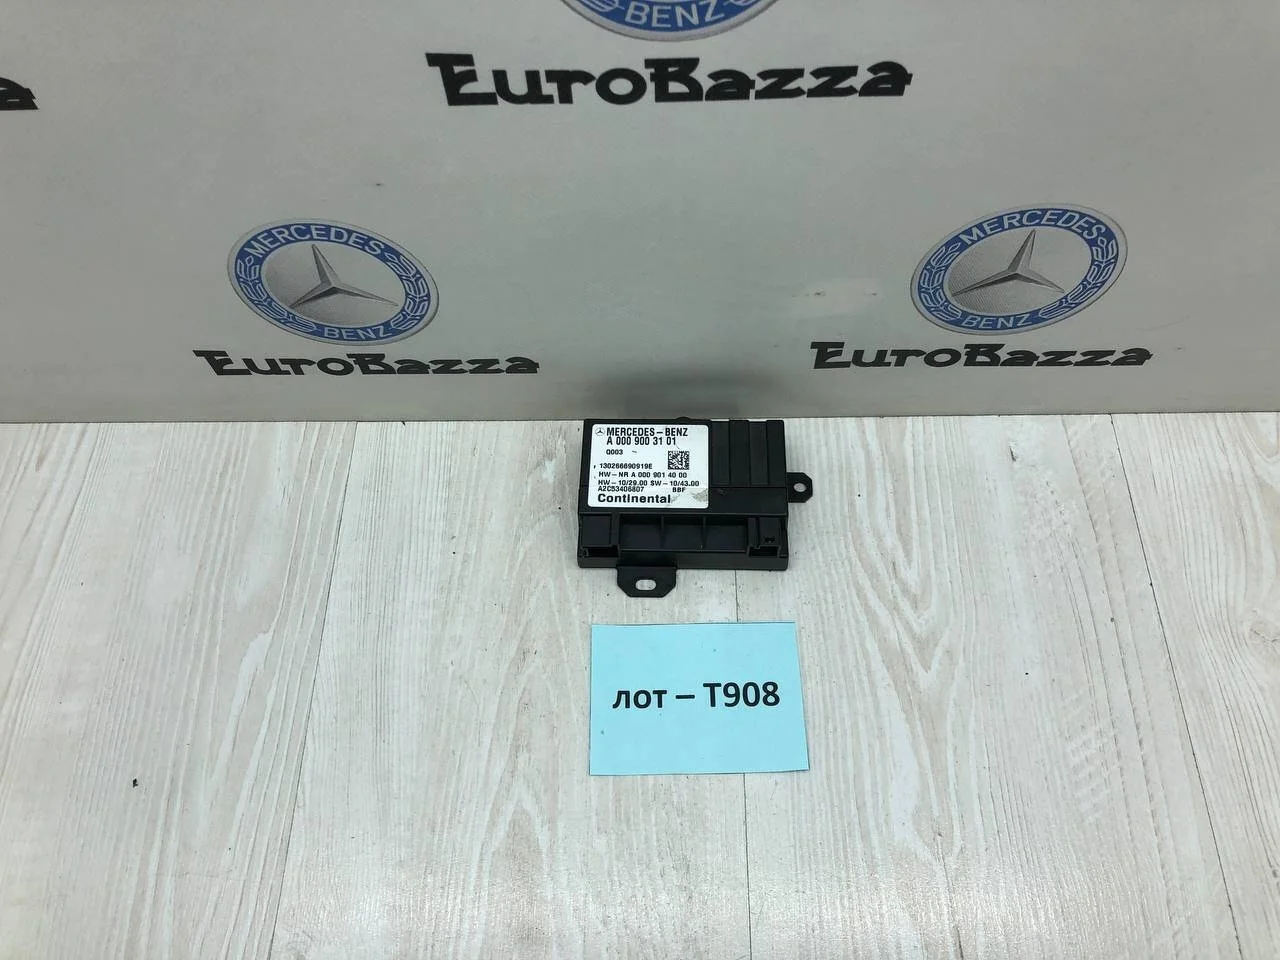 BENZ
EuroBazza
a
MERCEDES
BENZ
EuroBazza
MERCEDES
BENZ
EuroBazza
MERCEDES-BENZ
A 000 900 31 01
Q003 -
130266690919E
HW-NR A 000 901 40 00
HW-10/29.00 SW-10/43.00
A2C53406807 BBF
Continental
лот – T908